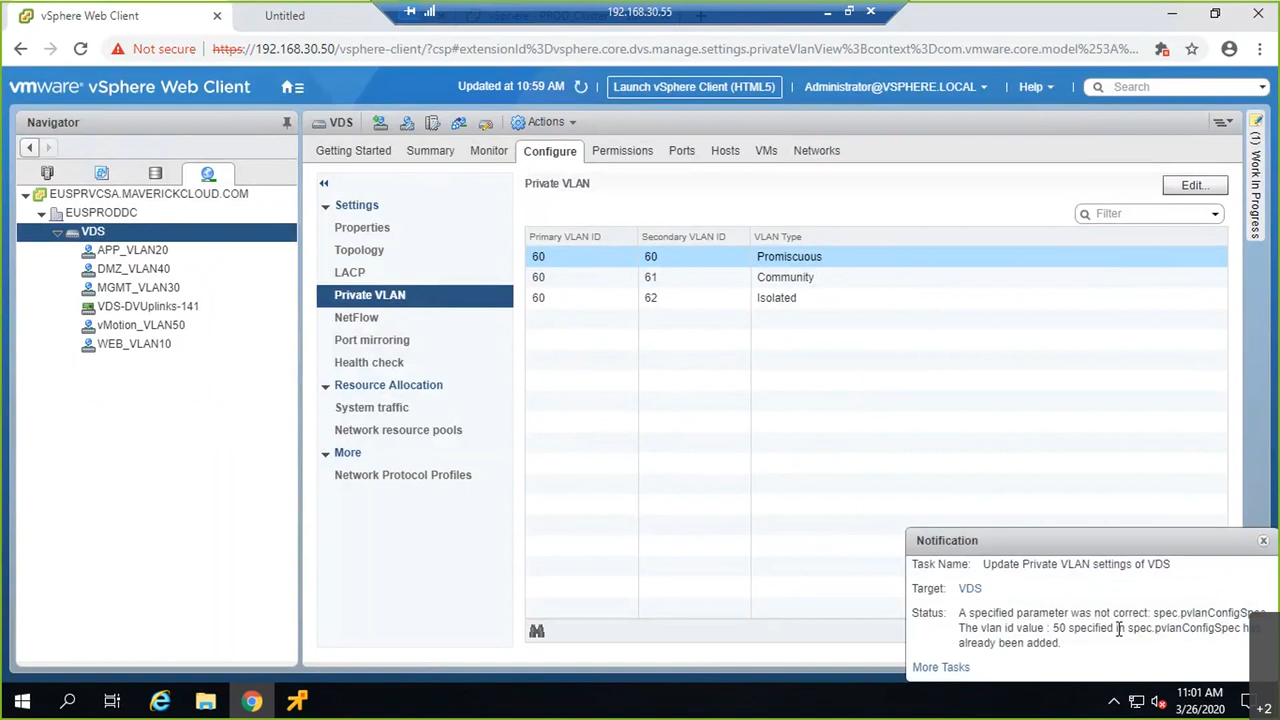 vSphere Web Client
Untitled
192.168.30.55
Not secure
https://192.168.30.50/vsphere-client/?csp#extensionId%3Dvsphere.core.dvs.manage.settings.privateVlanView%3Bcontext%3Dcom.vmware.core.model%253A%...
vmware® vSphere Web Client
Updated at 10:59 AM
Launch vSphere Client (HTML5)
Administrator@VSPHERE.LOCAL
Help
Search
Navigator
VDS
Actions
Getting Started Summary Monitor Configure Permissions Ports Hosts VMs Networks
EUSPRVCSA.MAVERICKCLOUD.COM
EUSPRODDC
VDS
APP_VLAN20
DMZ_VLAN40
MGMT_VLAN30
VDS-DVUplinks-141
vMotion_VLAN50
WEB_VLAN10
Settings
Properties
Topology
LACP
Private VLAN
NetFlow
Port mirroring
Health check
Resource Allocation
System traffic
Network resource pools
More
Network Protocol Profiles
Private VLAN
Edit...
Filter
Primary VLAN ID Secondary VLAN ID VLAN Type
60 60 Promiscuous
60 61 Community
60 62 Isolated
(1) Work In Progress
Notification
Task Name: Update Private VLAN settings of VDS
Target: VDS
Status: A specified parameter was not correct: spec.pvlanConfigSpec
The vlan id value : 50 specified in spec.pvlanConfigSpec has
already been added.
More Tasks
11:01 AM
3/26/2020
+2